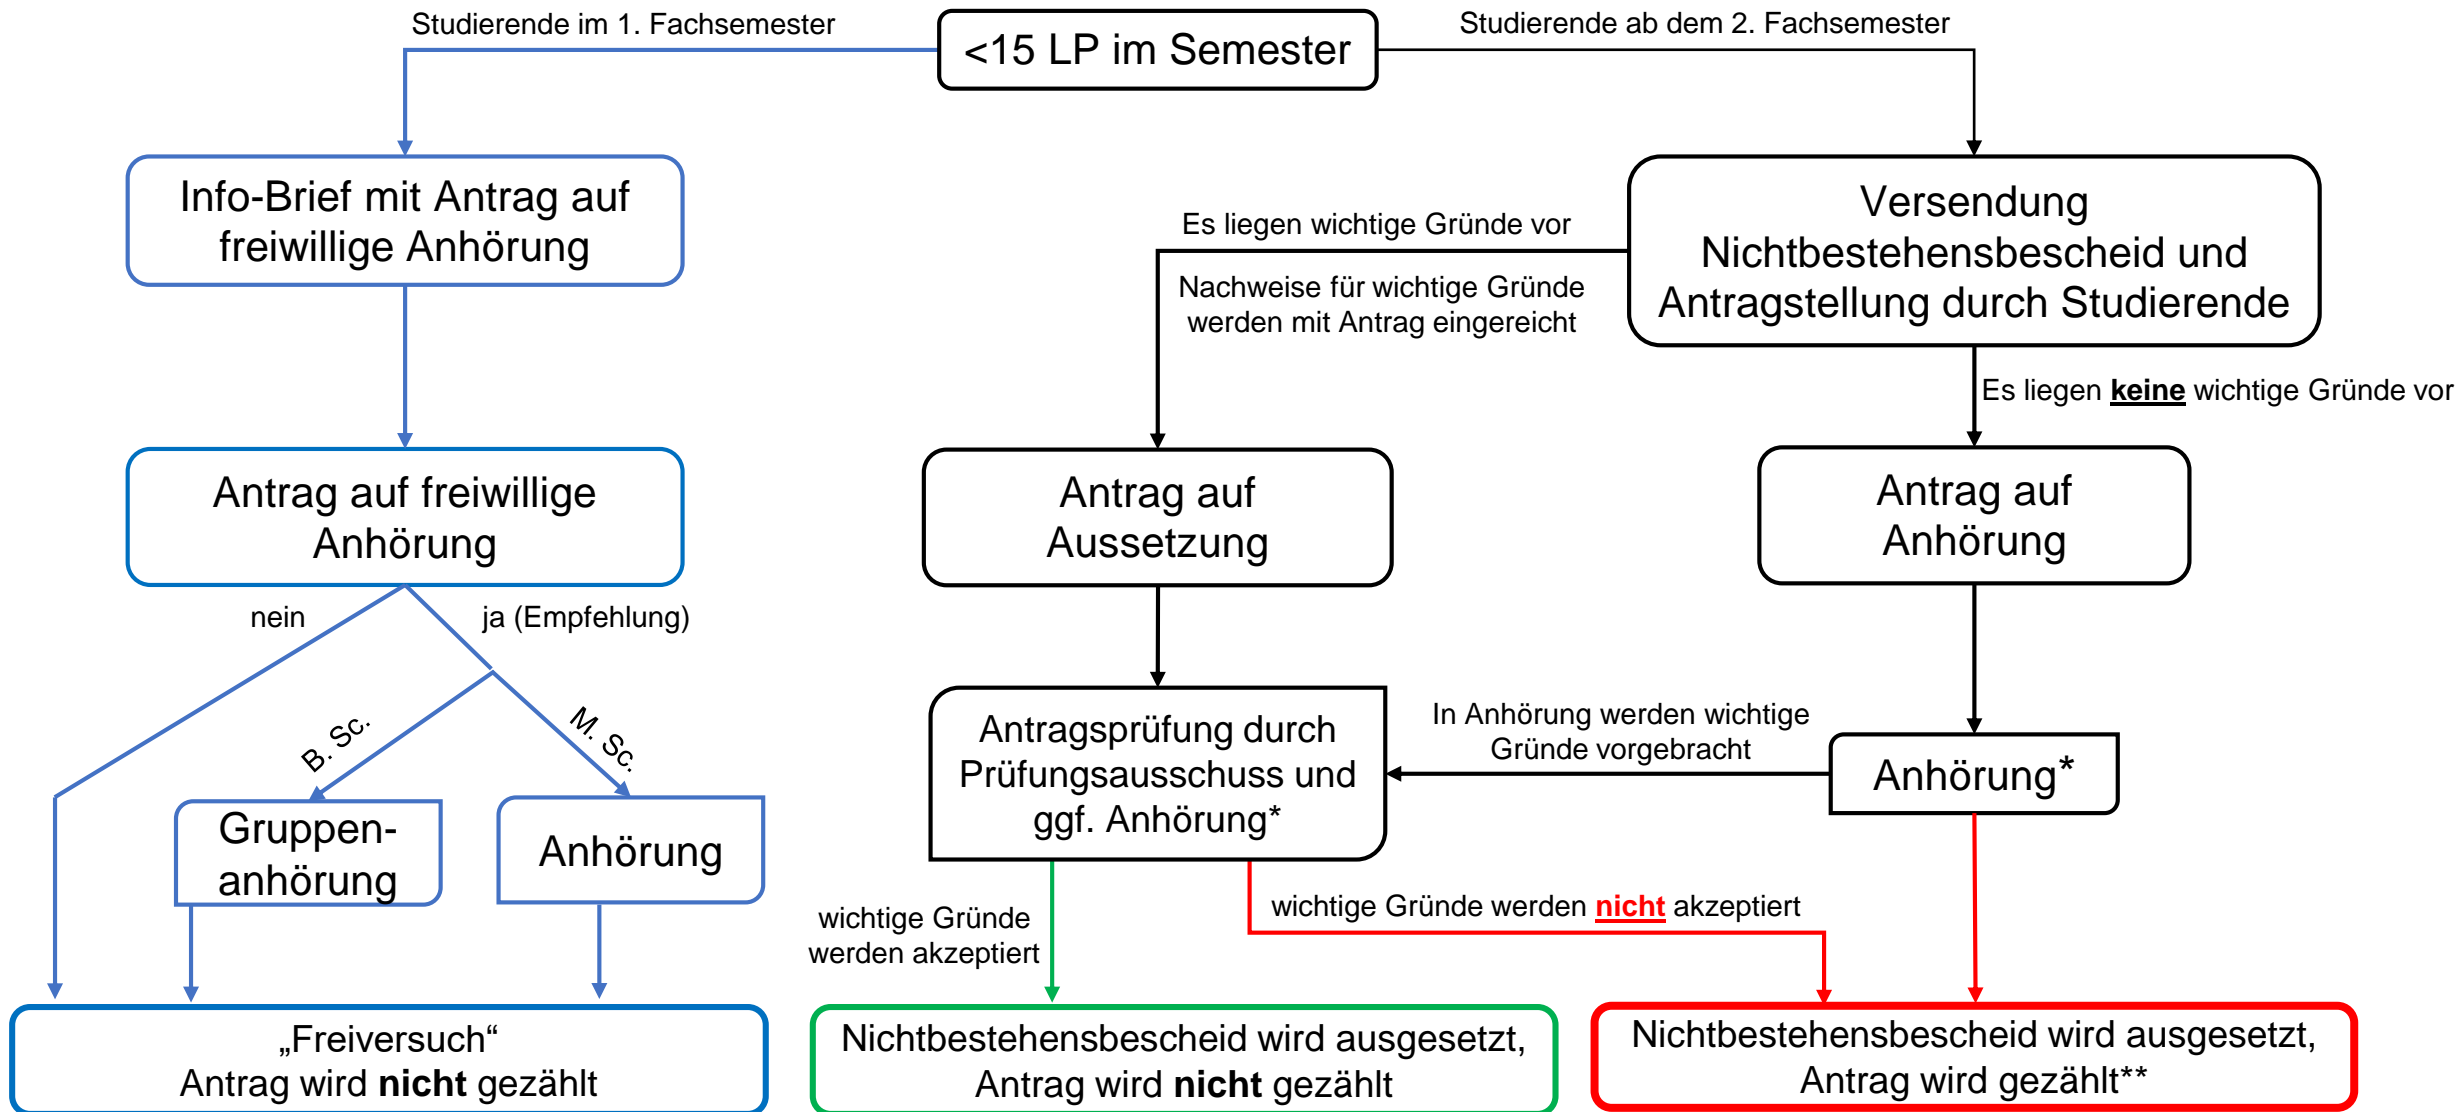 Studierende im 1. Fachsemester
<15 LP im Semester
Studierende ab dem 2. Fachsemester
Info-Brief mit Antrag auf
freiwillige Anhörung
Versendung
Nichtbestehensbescheid und
Antragstellung durch Studierende
Es liegen wichtige Gründe vor
Nachweise für wichtige Gründe
werden mit Antrag eingereicht
Es liegen keine wichtige Gründe vor
Antrag auf freiwillige
Anhörung
Antrag auf
Aussetzung
Antrag auf
Anhörung
nein
ja (Empfehlung)
B. Sc.
M. Sc.
Gruppen-
anhörung
Anhörung
Antragsprüfung durch
Prüfungsausschuss und
ggf. Anhörung*
In Anhörung werden wichtige
Gründe vorgebracht
Anhörung*
wichtige Gründe
werden akzeptiert
wichtige Gründe werden nicht akzeptiert
„Freiversuch“
Antrag wird nicht gezählt
Nichtbestehensbescheid wird ausgesetzt,
Antrag wird nicht gezählt
Nichtbestehensbescheid wird ausgesetzt,
Antrag wird gezählt**